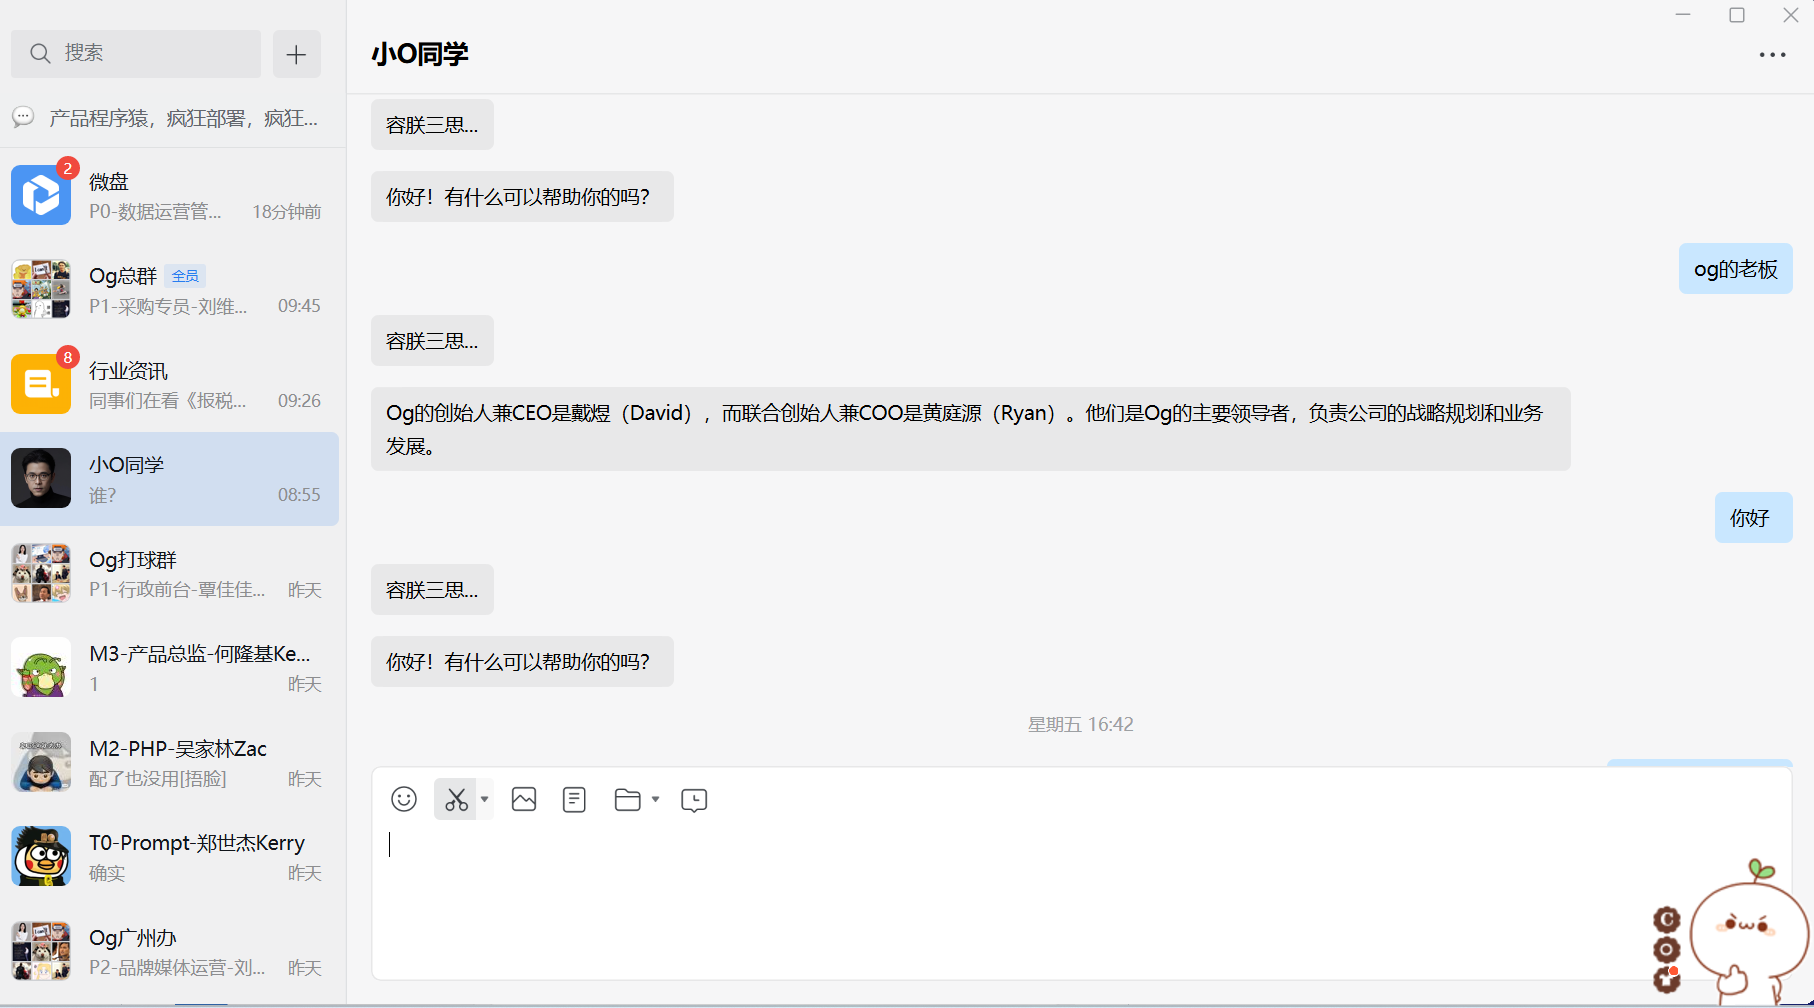 搜索
产品程序猿，疯狂部署，疯狂...
2
微盘
P0-数据运营管... 18分钟前
Og总群 全员
P1-采购专员-刘维... 09:45
8
行业资讯
同事们在看《报税... 09:26
小O同学
谁? 08:55
Og打球群
P1-行政前台-覃佳佳... 昨天
M3-产品总监-何隆基Ke...
1 昨天
M2-PHP-吴家林Zac
配了也没用[捂脸] 昨天
T0-Prompt-郑世杰Kerry
确实 昨天
Og广州办
P2-品牌媒体运营-刘... 昨天
小O同学
容朕三思...
你好！有什么可以帮助你的吗?
og的老板
容朕三思...
Og的创始人兼CEO是戴煜（David），而联合创始人兼COO是黄庭源（Ryan）。他们是Og的主要领导者，负责公司的战略规划和业务
发展。
你好
容朕三思...
你好！有什么可以帮助你的吗?
星期五 16:42